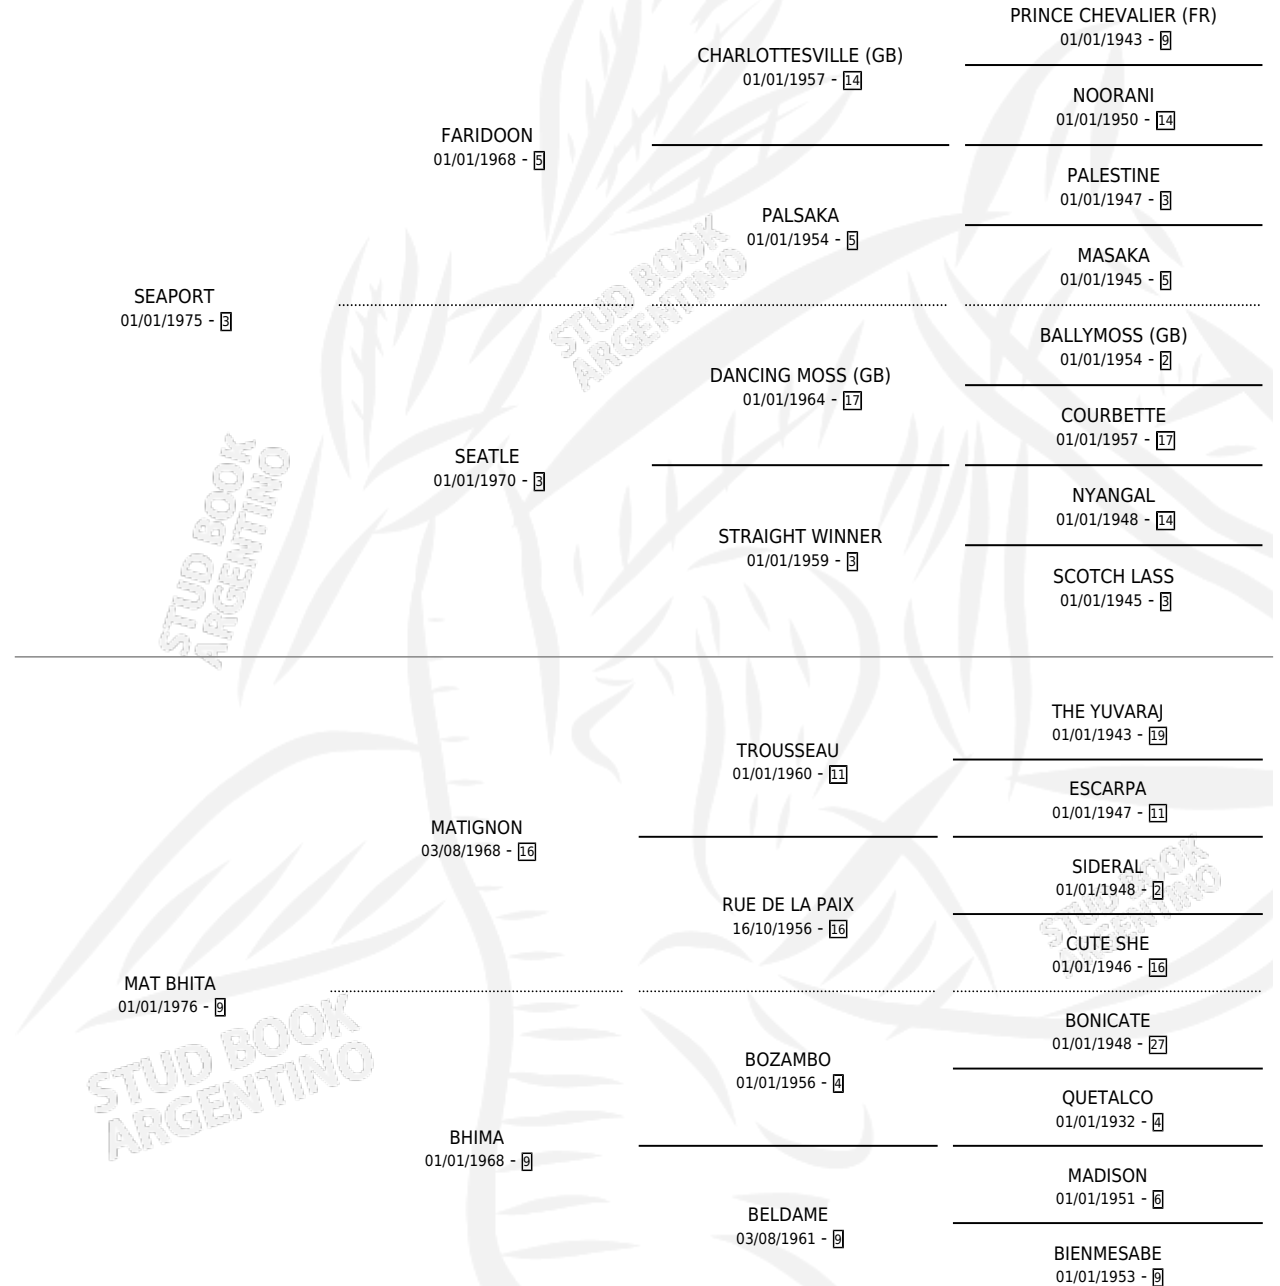 PRINCE CHEVALIER (FR)
01/01/1943 - 9
CHARLOTTESVILLE (GB)
01/01/1957 - 14
NOORANI
01/01/1950 - 14
FARIDOON
01/01/1968 - 5
PALESTINE
01/01/1947 - 3
PALSAKA
01/01/1954 - 5
MASAKA
01/01/1945 - 5
SEAPORT
01/01/1975 - 3
BALLYMOSS (GB)
01/01/1954 - 2
DANCING MOSS (GB)
01/01/1964 - 17
COURBETTE
01/01/1957 - 17
SEATLE
01/01/1970 - 3
NYANGAL
01/01/1948 - 14
STRAIGHT WINNER
01/01/1959 - 3
SCOTCH LASS
01/01/1945 - 3
THE YUVARAJ
01/01/1943 - 19
TROUSSEAU
01/01/1960 - 11
ESCARPA
01/01/1947 - 11
MATIGNON
03/08/1968 - 16
SIDERAL
01/01/1948 - 2
RUE DE LA PAIX
16/10/1956 - 16
CUTE SHE
01/01/1946 - 16
MAT BHITA
01/01/1976 - 9
BONICATE
01/01/1948 - 27
BOZAMBO
01/01/1956 - 4
QUETALCO
01/01/1932 - 4
BHIMA
01/01/1968 - 9
MADISON
01/01/1951 - 6
BELDAME
03/08/1961 - 9
BIENMESABE
01/01/1953 - 9
STUD BOOK
ARGENTINO
STUD BOOK
ARGENTINO
STUD BOOK
ARGENTINO
STUD BOOK
ARGENTINO